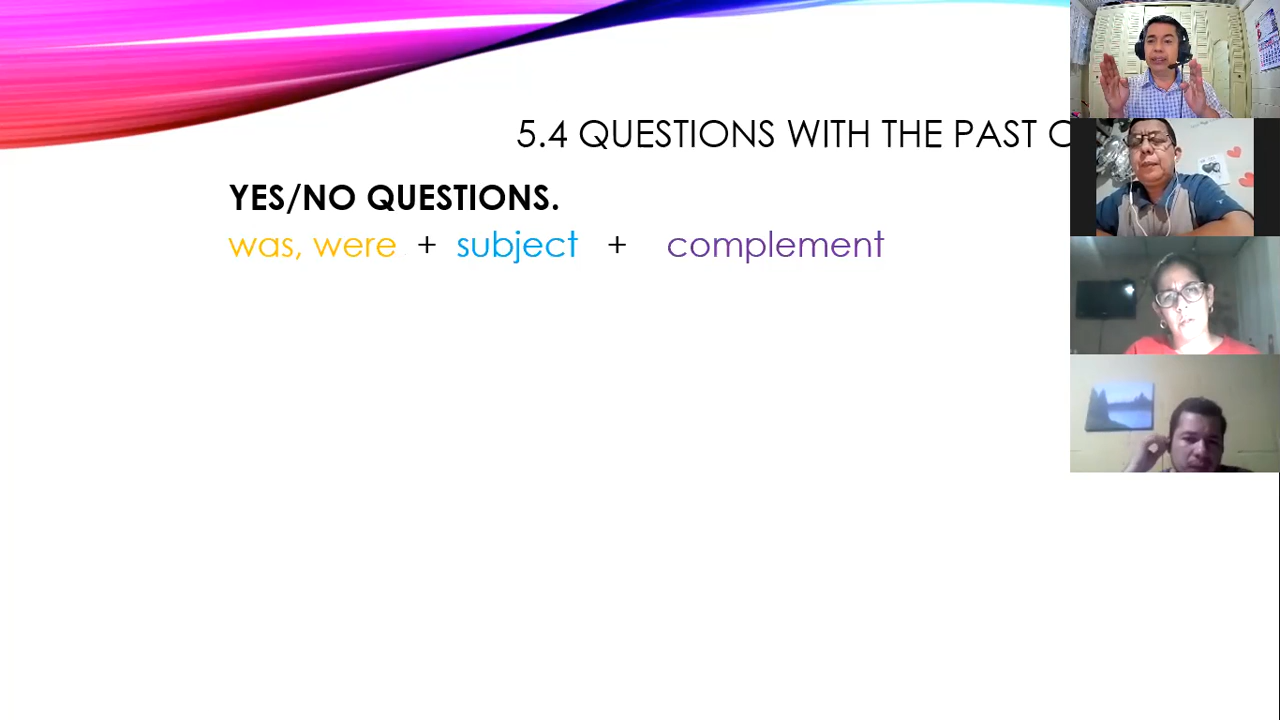 5.4 QUESTIONS WITH THE PAST
YES/NO QUESTIONS.
was, were + subject + complement